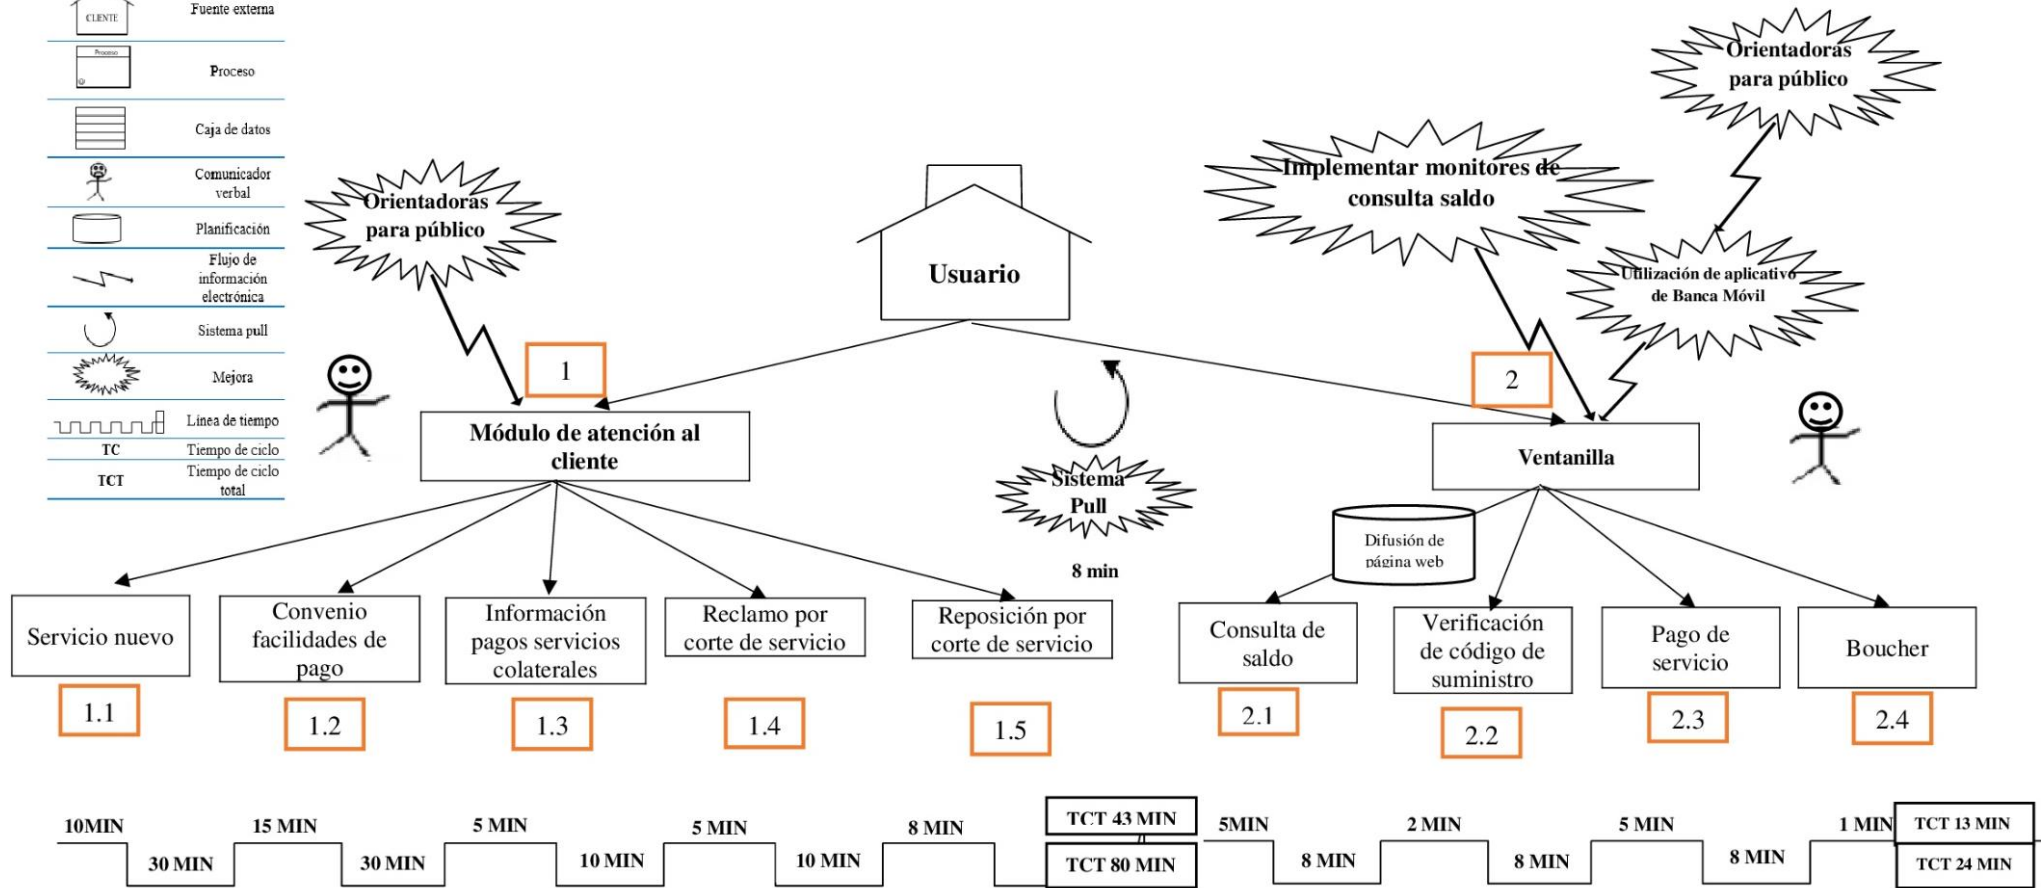 CLIENTE
Fuente externa
Proceso
Proceso
Caja de datos
Comunicador
verbal
Planificación
Flujo de
información
electrónica
Sistema pull
Mejora
Línea de tiempo
TC
Tiempo de ciclo
TCT
Tiempo de ciclo
total
Orientadoras
para público
Usuario
Implementar monitores de
consulta saldo
Orientadoras
para público
Utilización de aplicativo
de Banca Móvil
1
2
Módulo de atención al
cliente
Sistema
Pull
8 min
Ventanilla
Difusión de
página web
Servicio nuevo
Convenio
facilidades de
pago
Información
pagos servicios
colaterales
Reclamo por
corte de servicio
Reposición por
corte de servicio
Consulta de
saldo
Verificación
de código de
suministro
Pago de
servicio
Boucher
1.1
1.2
1.3
1.4
1.5
2.1
2.2
2.3
2.4
10MIN
30 MIN
15 MIN
30 MIN
5 MIN
10 MIN
5 MIN
10 MIN
8 MIN
TCT 43 MIN
TCT 80 MIN
5MIN
8 MIN
2 MIN
8 MIN
5 MIN
8 MIN
1 MIN
TCT 13 MIN
TCT 24 MIN